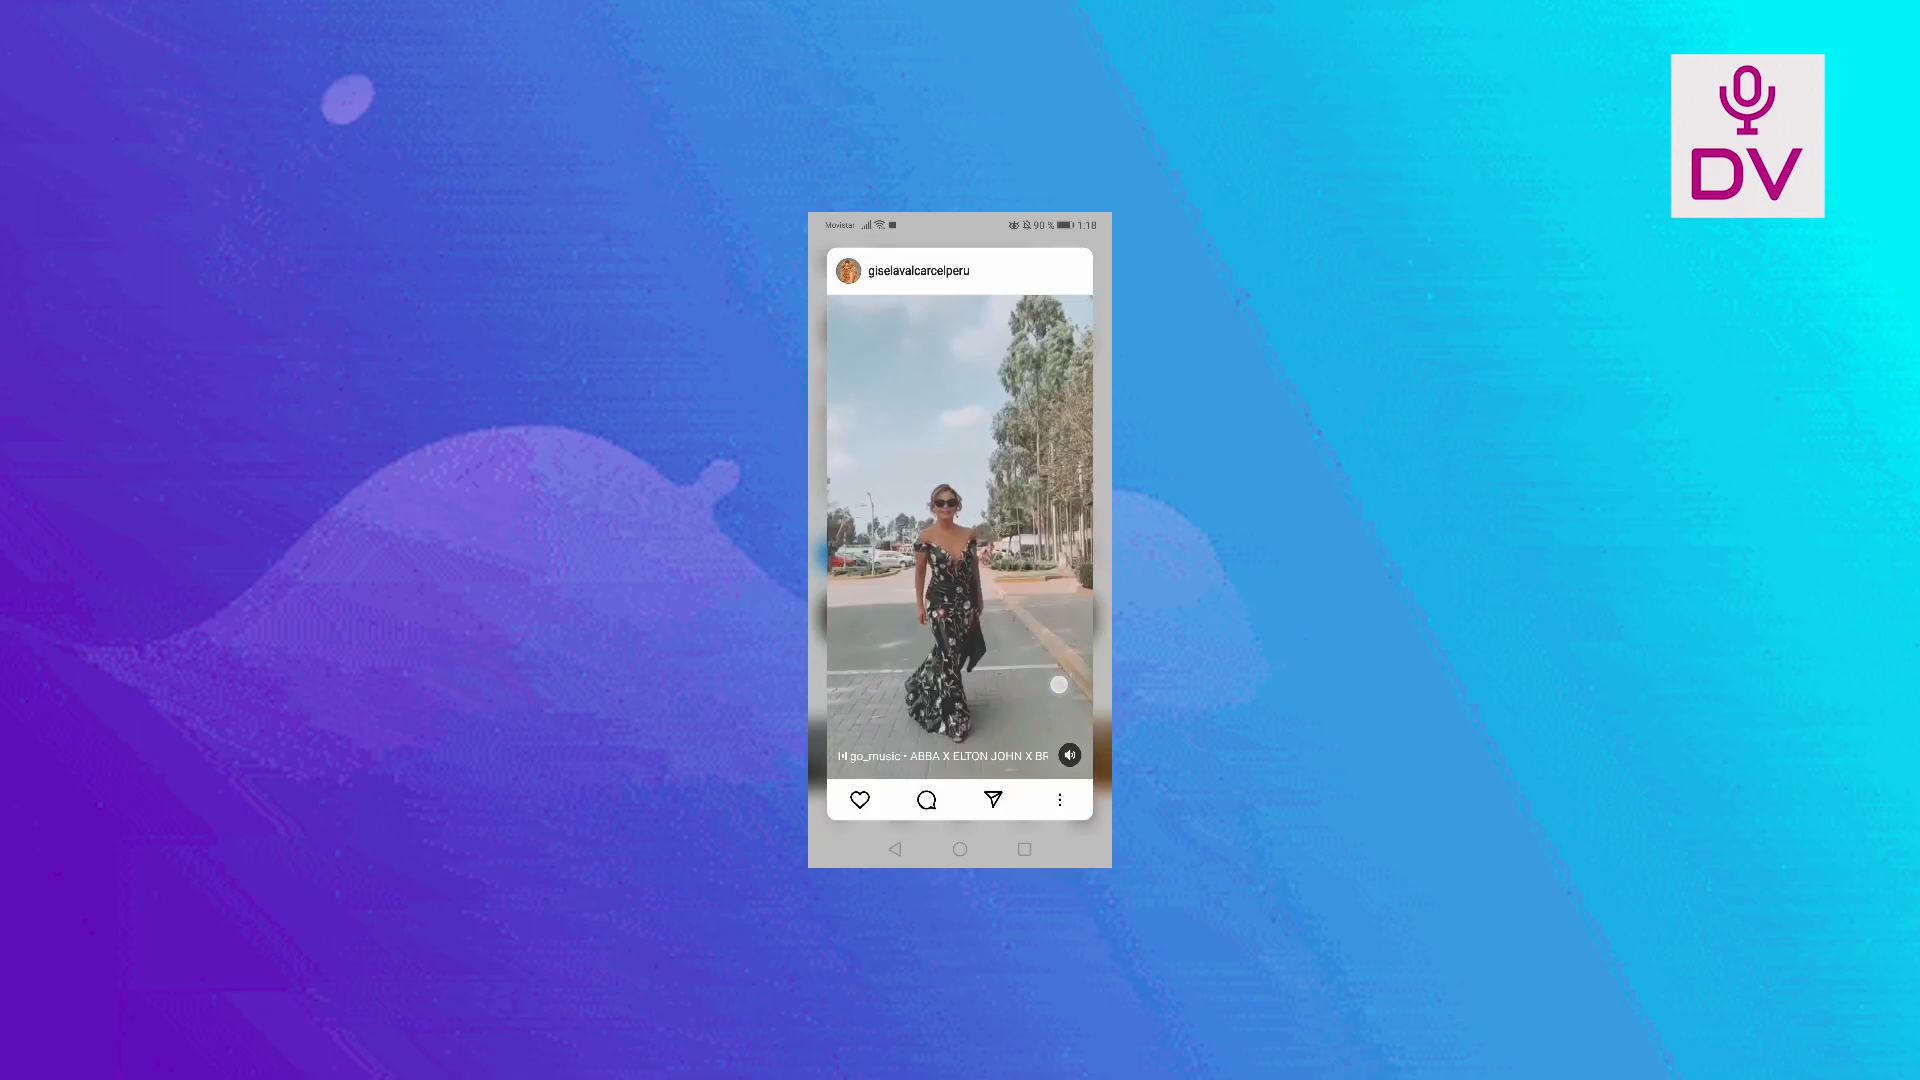 DV
Movistar 90 % 1:18
giselavalcarcelperu
go_music • ABBA X ELTON JOHN X BR